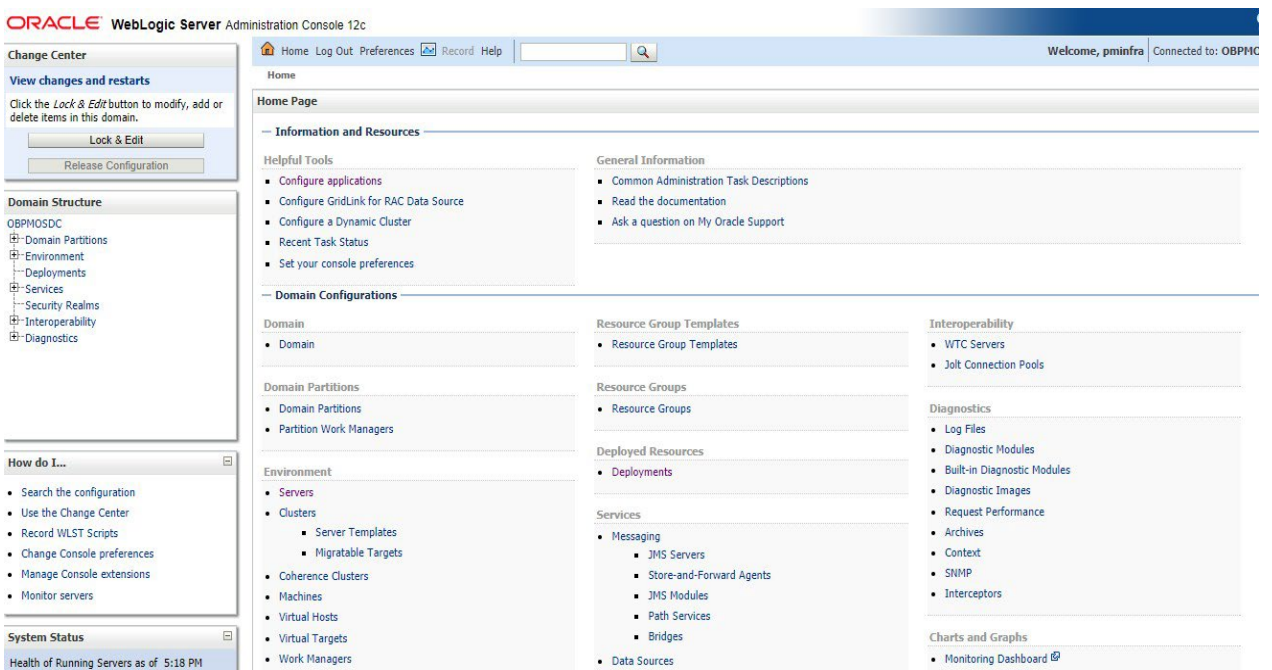 ORACLE WebLogic Server Administration Console 12c
Change Center
View changes and restarts
Click the Lock & Edit button to modify, add or
delete items in this domain.
Lock & Edit
Release Configuration
Domain Structure
OBPMOSDC
Domain Partitions
Environment
Deployments
Services
Security Realms
Interoperability
Diagnostics
How do I...
Search the configuration
Use the Change Center
Record WLST Scripts
Change Console preferences
Manage Console extensions
Monitor servers
System Status
Health of Running Servers as of 5:18 PM
Home Log Out Preferences Record Help
Welcome, pminfra Connected to: OBPMO
Home
Home Page
Information and Resources
Helpful Tools
Configure applications
Configure GridLink for RAC Data Source
Configure a Dynamic Cluster
Recent Task Status
Set your console preferences
General Information
Common Administration Task Descriptions
Read the documentation
Ask a question on My Oracle Support
Domain Configurations
Domain
Domain
Domain Partitions
Domain Partitions
Partition Work Managers
Environment
Servers
Clusters
Server Templates
Migratable Targets
Coherence Clusters
Machines
Virtual Hosts
Virtual Targets
Work Managers
Resource Group Templates
Resource Group Templates
Resource Groups
Resource Groups
Deployed Resources
Deployments
Services
Messaging
JMS Servers
Store-and-Forward Agents
JMS Modules
Path Services
Bridges
Data Sources
Interoperability
WTC Servers
Jolt Connection Pools
Diagnostics
Log Files
Diagnostic Modules
Built-in Diagnostic Modules
Diagnostic Images
Request Performance
Archives
Context
SNMP
Interceptors
Charts and Graphs
Monitoring Dashboard